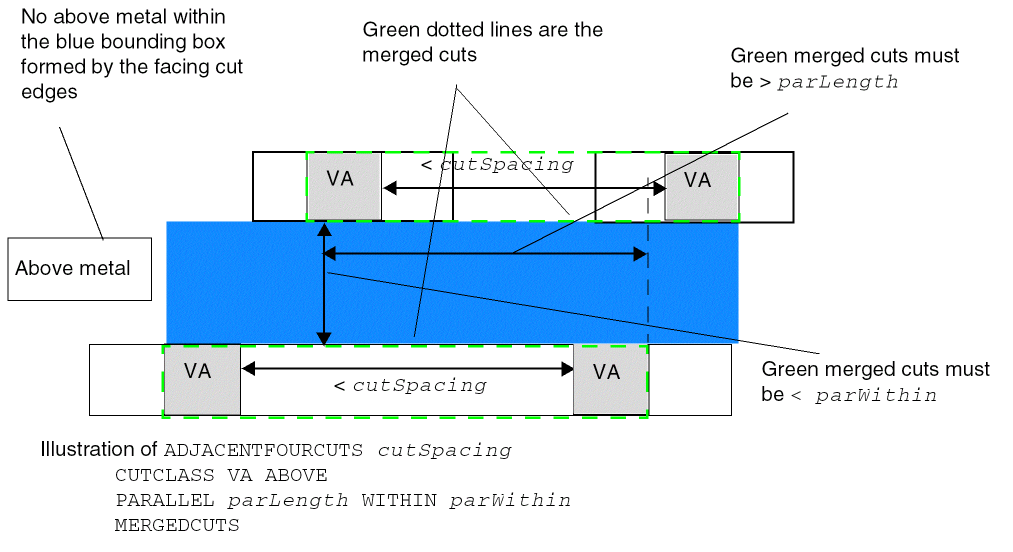 No above metal within
the blue bounding box
formed by the facing cut
edges
Green dotted lines are the
merged cuts
Green merged cuts must
be > parLength
VA
< cutSpacing
VA
Above metal
VA
< cutSpacing
VA
Green merged cuts must
be < parWithin
Illustration of ADJACENTFOURCUTS cutSpacing
CUTCLASS VA ABOVE
PARALLEL parLength WITHIN parWithin
MERGEDCUTS